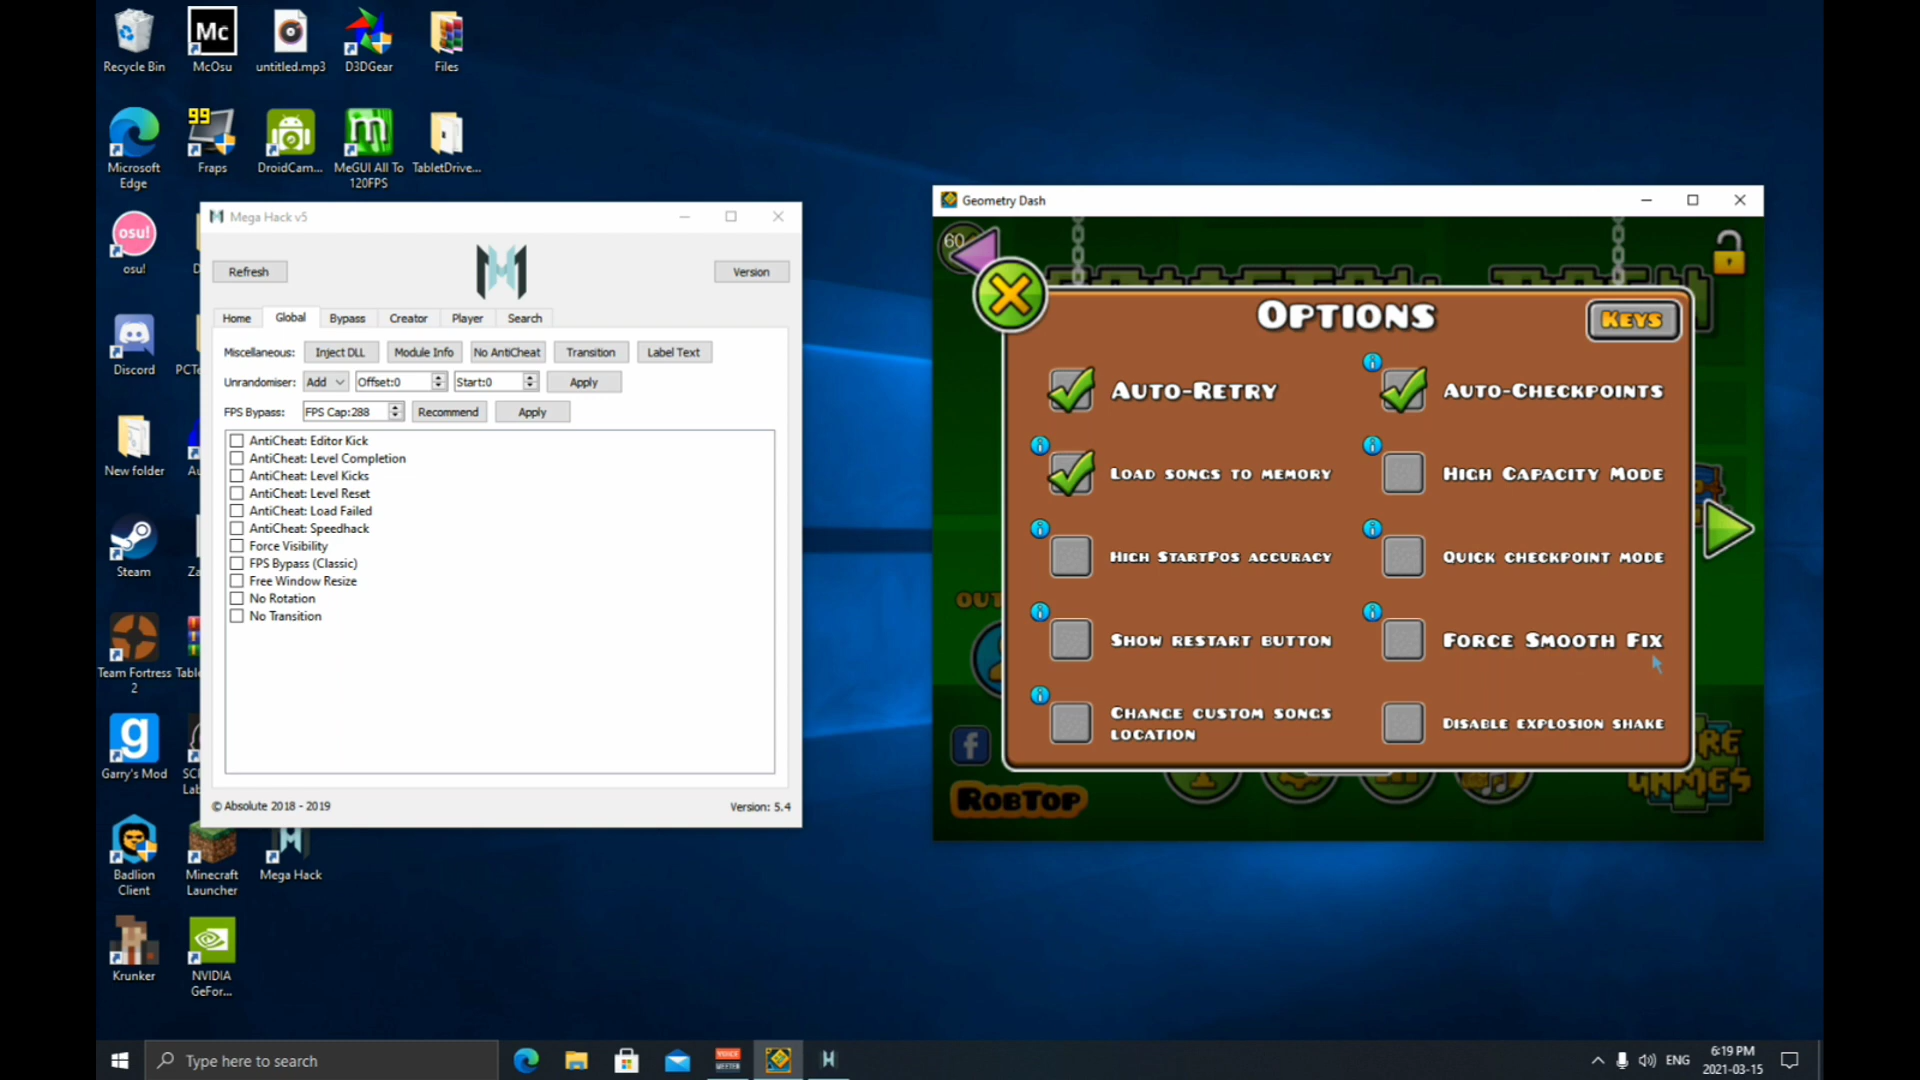 Recycle Bin
McOsu
untitled.mp3
D3DGear
Files
Mc
99
Microsoft
Edge
Fraps
DroidCam...
MeGUI All To
120FPS
TabletDrive...
osu!
osu!
Discord
New folder
Steam
Team Fortress
2
Garry's Mod
Badlion
Client
Minecraft
Launcher
Mega Hack
Krunker
NVIDIA
GeFor...
Mega Hack v5
Refresh
Version
Home
Global
Bypass
Creator
Player
Search
Miscellaneous:
Inject DLL
Module Info
No AntiCheat
Transition
Label Text
Unrandomiser:
Add
Offset:0
Start:0
Apply
FPS Bypass:
FPS Cap:288
Recommend
Apply
AntiCheat: Editor Kick
AntiCheat: Level Completion
AntiCheat: Level Kicks
AntiCheat: Level Reset
AntiCheat: Load Failed
AntiCheat: Speedhack
Force Visibility
FPS Bypass (Classic)
Free Window Resize
No Rotation
No Transition
© Absolute 2018 - 2019
Version: 5.4
Geometry Dash
60
Options
Keys
Auto-Retry
Auto-Checkpoints
Load songs to memory
High Capacity Mode
High StartPos accuracy
Quick checkpoint mode
Show restart button
Force Smooth Fix
Change custom songs
location
Disable explosion shake
RobTop
Type here to search
VOICE
MEETER
ENG
6:19 PM
2021-03-15